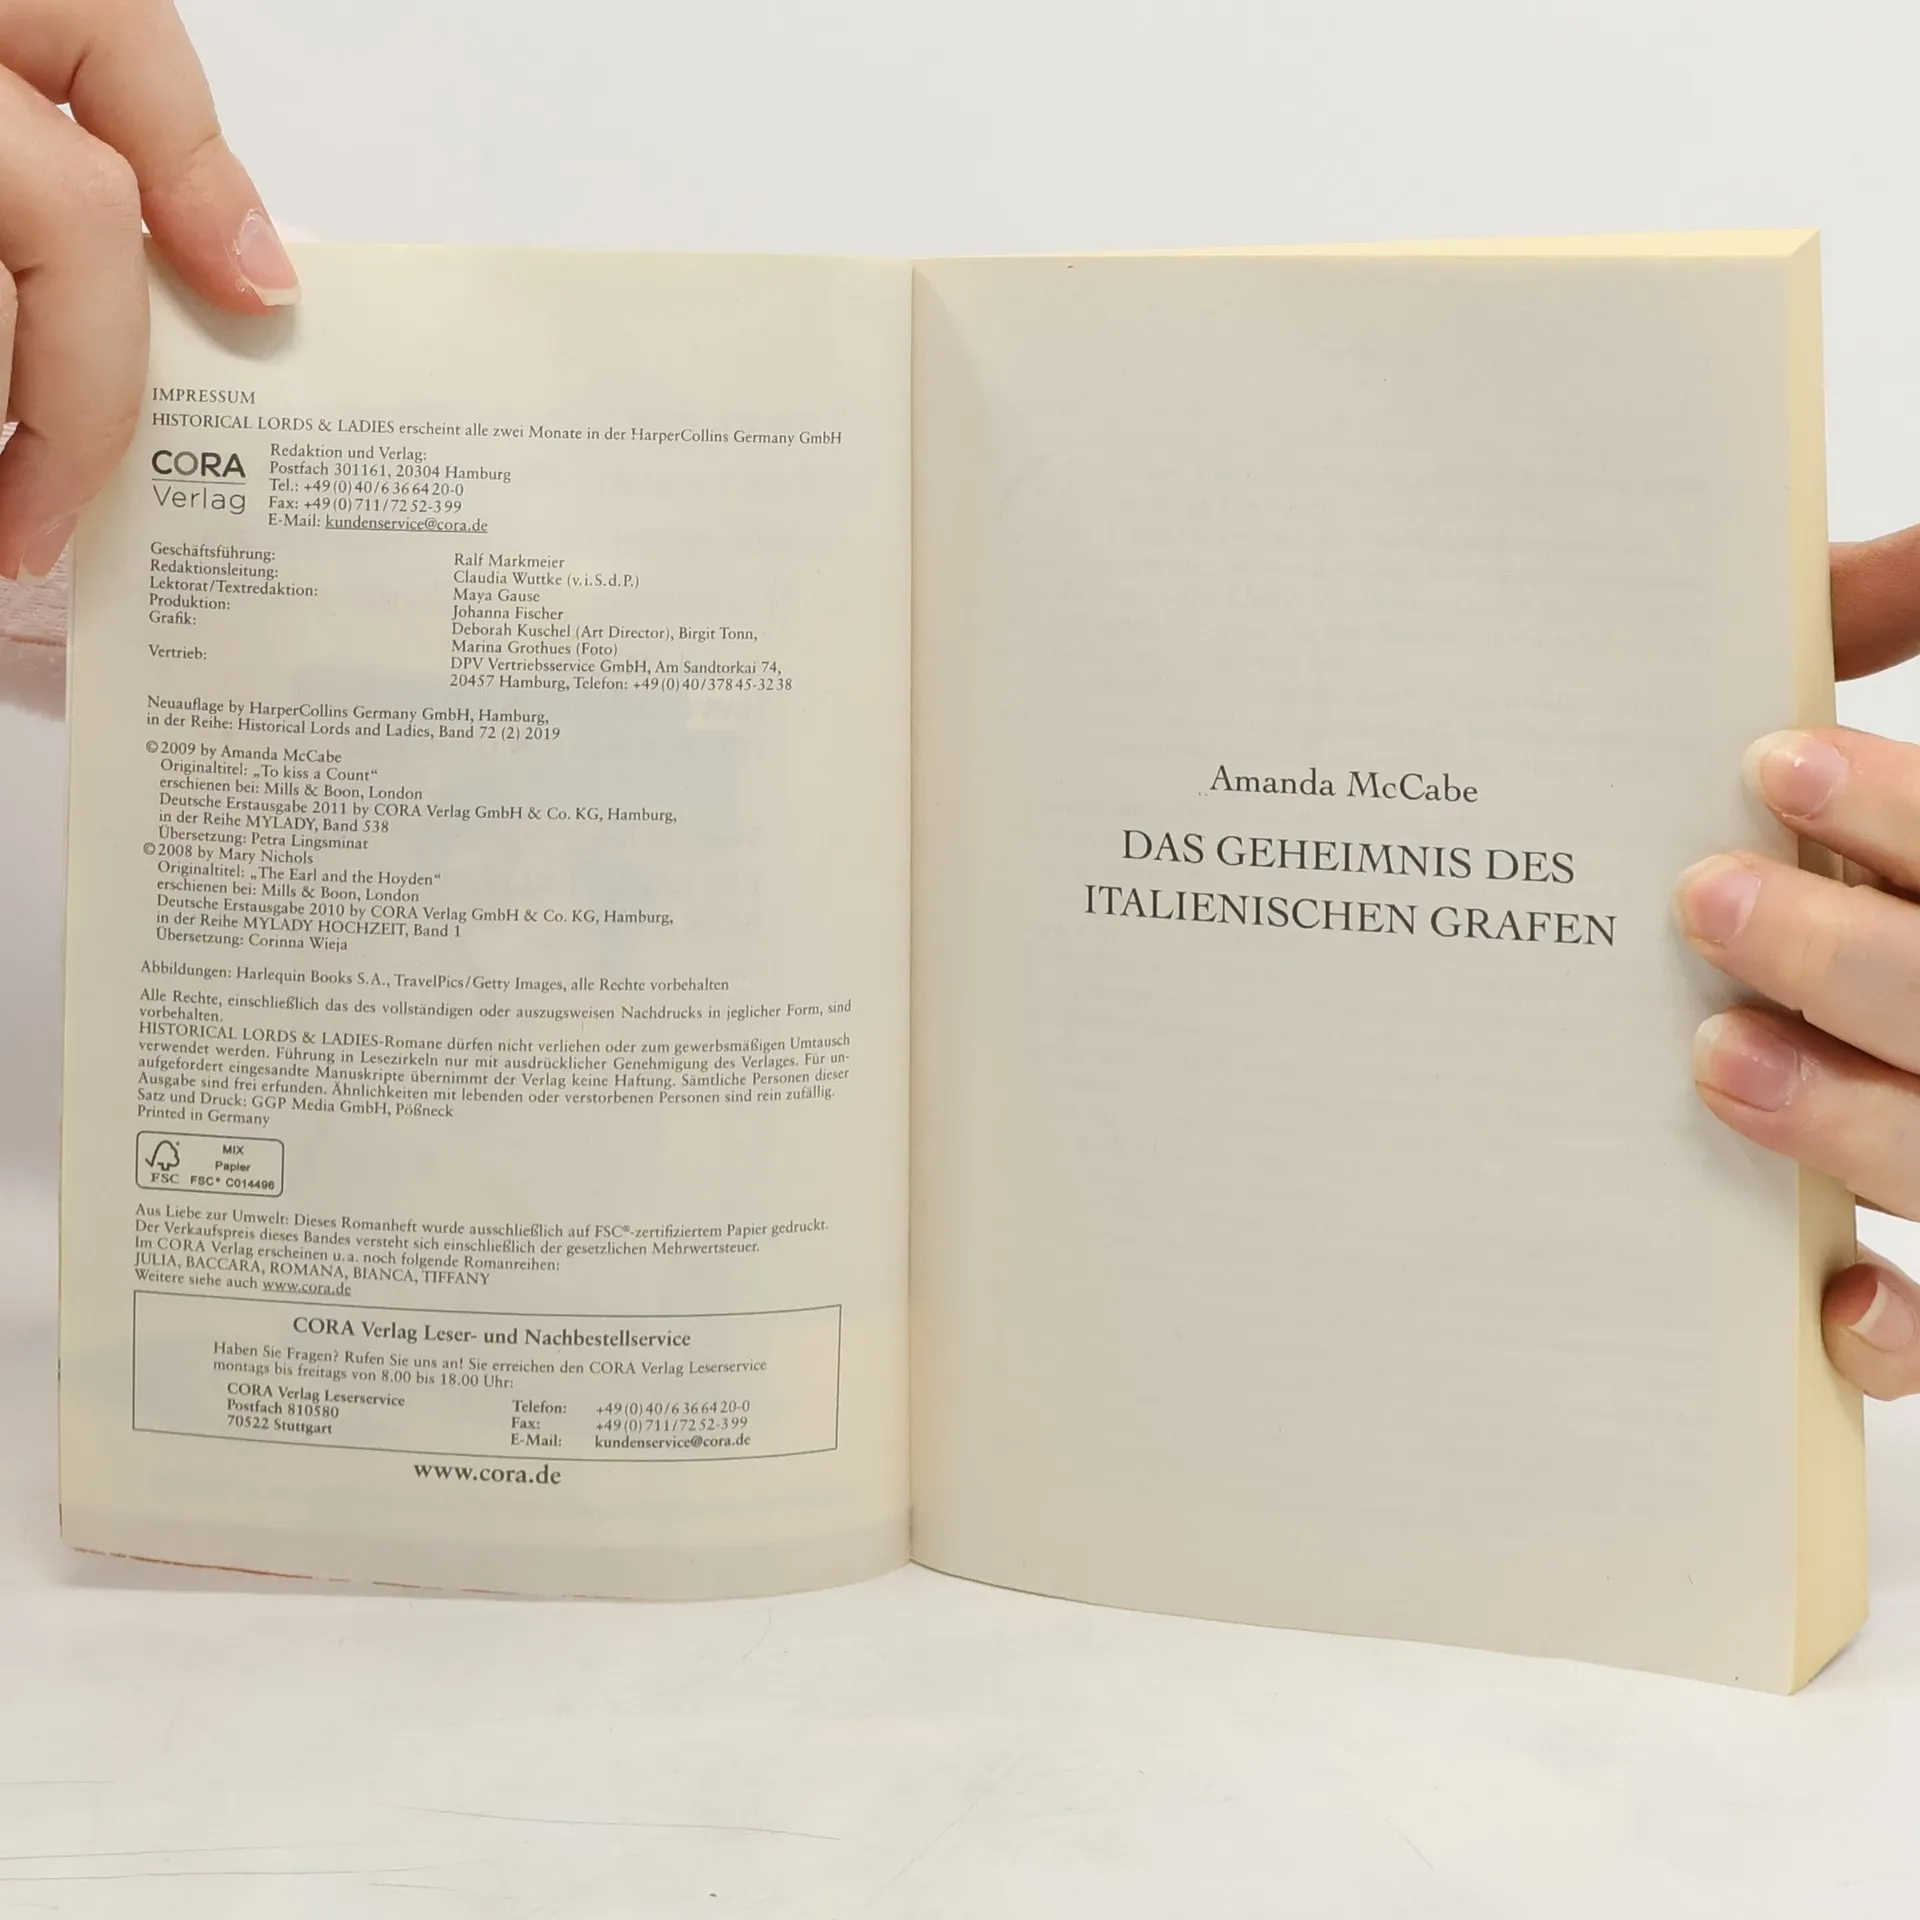 IMPRESSUM
HISTORICAL LORDS & LADIES erscheint alle zwei Monate in der HarperCollins Germany GmbH
CORA
Verlag
Redaktion und Verlag:
Postfach 301161, 20304 Hamburg
Tel.: +49(0)40/6366420-0
Fax: +49(0)711/7252-399
E-Mail: kundenservice@cora.de
Geschäftsführung: Ralf Markmeier
Redaktionsleitung: Claudia Wuttke (v.i.S.d.P.)
Lektorat/Textredaktion: Maya Gause
Produktion: Johanna Fischer
Grafik: Deborah Kuschel (Art Director), Birgit Tonn,
Marina Grothues (Foto)
Vertrieb: DPV Vertriebsservice GmbH, Am Sandtorkai 74,
20457 Hamburg, Telefon: +49(0)40/37845-3238
Neuauflage by HarperCollins Germany GmbH, Hamburg,
in der Reihe: Historical Lords and Ladies, Band 72 (2) 2019
©2009 by Amanda McCabe
Originaltitel: „To kiss a Count“
erschienen bei: Mills & Boon, London
Deutsche Erstausgabe 2011 by CORA Verlag GmbH & Co. KG, Hamburg,
in der Reihe MYLADY, Band 538
Übersetzung: Petra Lingsminat
©2008 by Mary Nichols
Originaltitel: „The Earl and the Hoyden“
erschienen bei: Mills & Boon, London
Deutsche Erstausgabe 2010 by CORA Verlag GmbH & Co. KG, Hamburg,
in der Reihe MYLADY HOCHZEIT, Band 1
Übersetzung: Corinna Wieja
Abbildungen: Harlequin Books S.A., TravelPics/Getty Images, alle Rechte vorbehalten
Alle Rechte, einschließlich das des vollständigen oder auszugsweisen Nachdrucks in jeglicher Form, sind
vorbehalten.
HISTORICAL LORDS & LADIES-Romane dürfen nicht verliehen oder zum gewerbsmäßigen Umtausch
verwendet werden. Führung in Lesezirkeln nur mit ausdrücklicher Genehmigung des Verlages. Für un-
aufgefordert eingesandte Manuskripte übernimmt der Verlag keine Haftung. Sämtliche Personen dieser
Ausgabe sind frei erfunden. Ähnlichkeiten mit lebenden oder verstorbenen Personen sind rein zufällig.
Satz und Druck: GGP Media GmbH, Pößneck
Printed in Germany
MIX
Papier
FSC FSC® C014496
Aus Liebe zur Umwelt: Dieses Romanheft wurde ausschließlich auf FSC®-zertifiziertem Papier gedruckt.
Der Verkaufspreis dieses Bandes versteht sich einschließlich der gesetzlichen Mehrwertsteuer.
Im CORA Verlag erscheinen u.a. noch folgende Romanreihen:
JULIA, BACCARA, ROMANA, BIANCA, TIFFANY
Weitere siehe auch www.cora.de
CORA Verlag Leser- und Nachbestellservice
Haben Sie Fragen? Rufen Sie uns an! Sie erreichen den CORA Verlag Leserservice
montags bis freitags von 8.00 bis 18.00 Uhr:
CORA Verlag Leserservice
Postfach 810580
70522 Stuttgart
Telefon: +49(0)40/6366420-0
Fax: +49(0)711/7252-399
E-Mail: kundenservice@cora.de
www.cora.de
Amanda McCabe
DAS GEHEIMNIS DES
ITALIENISCHEN GRAFEN